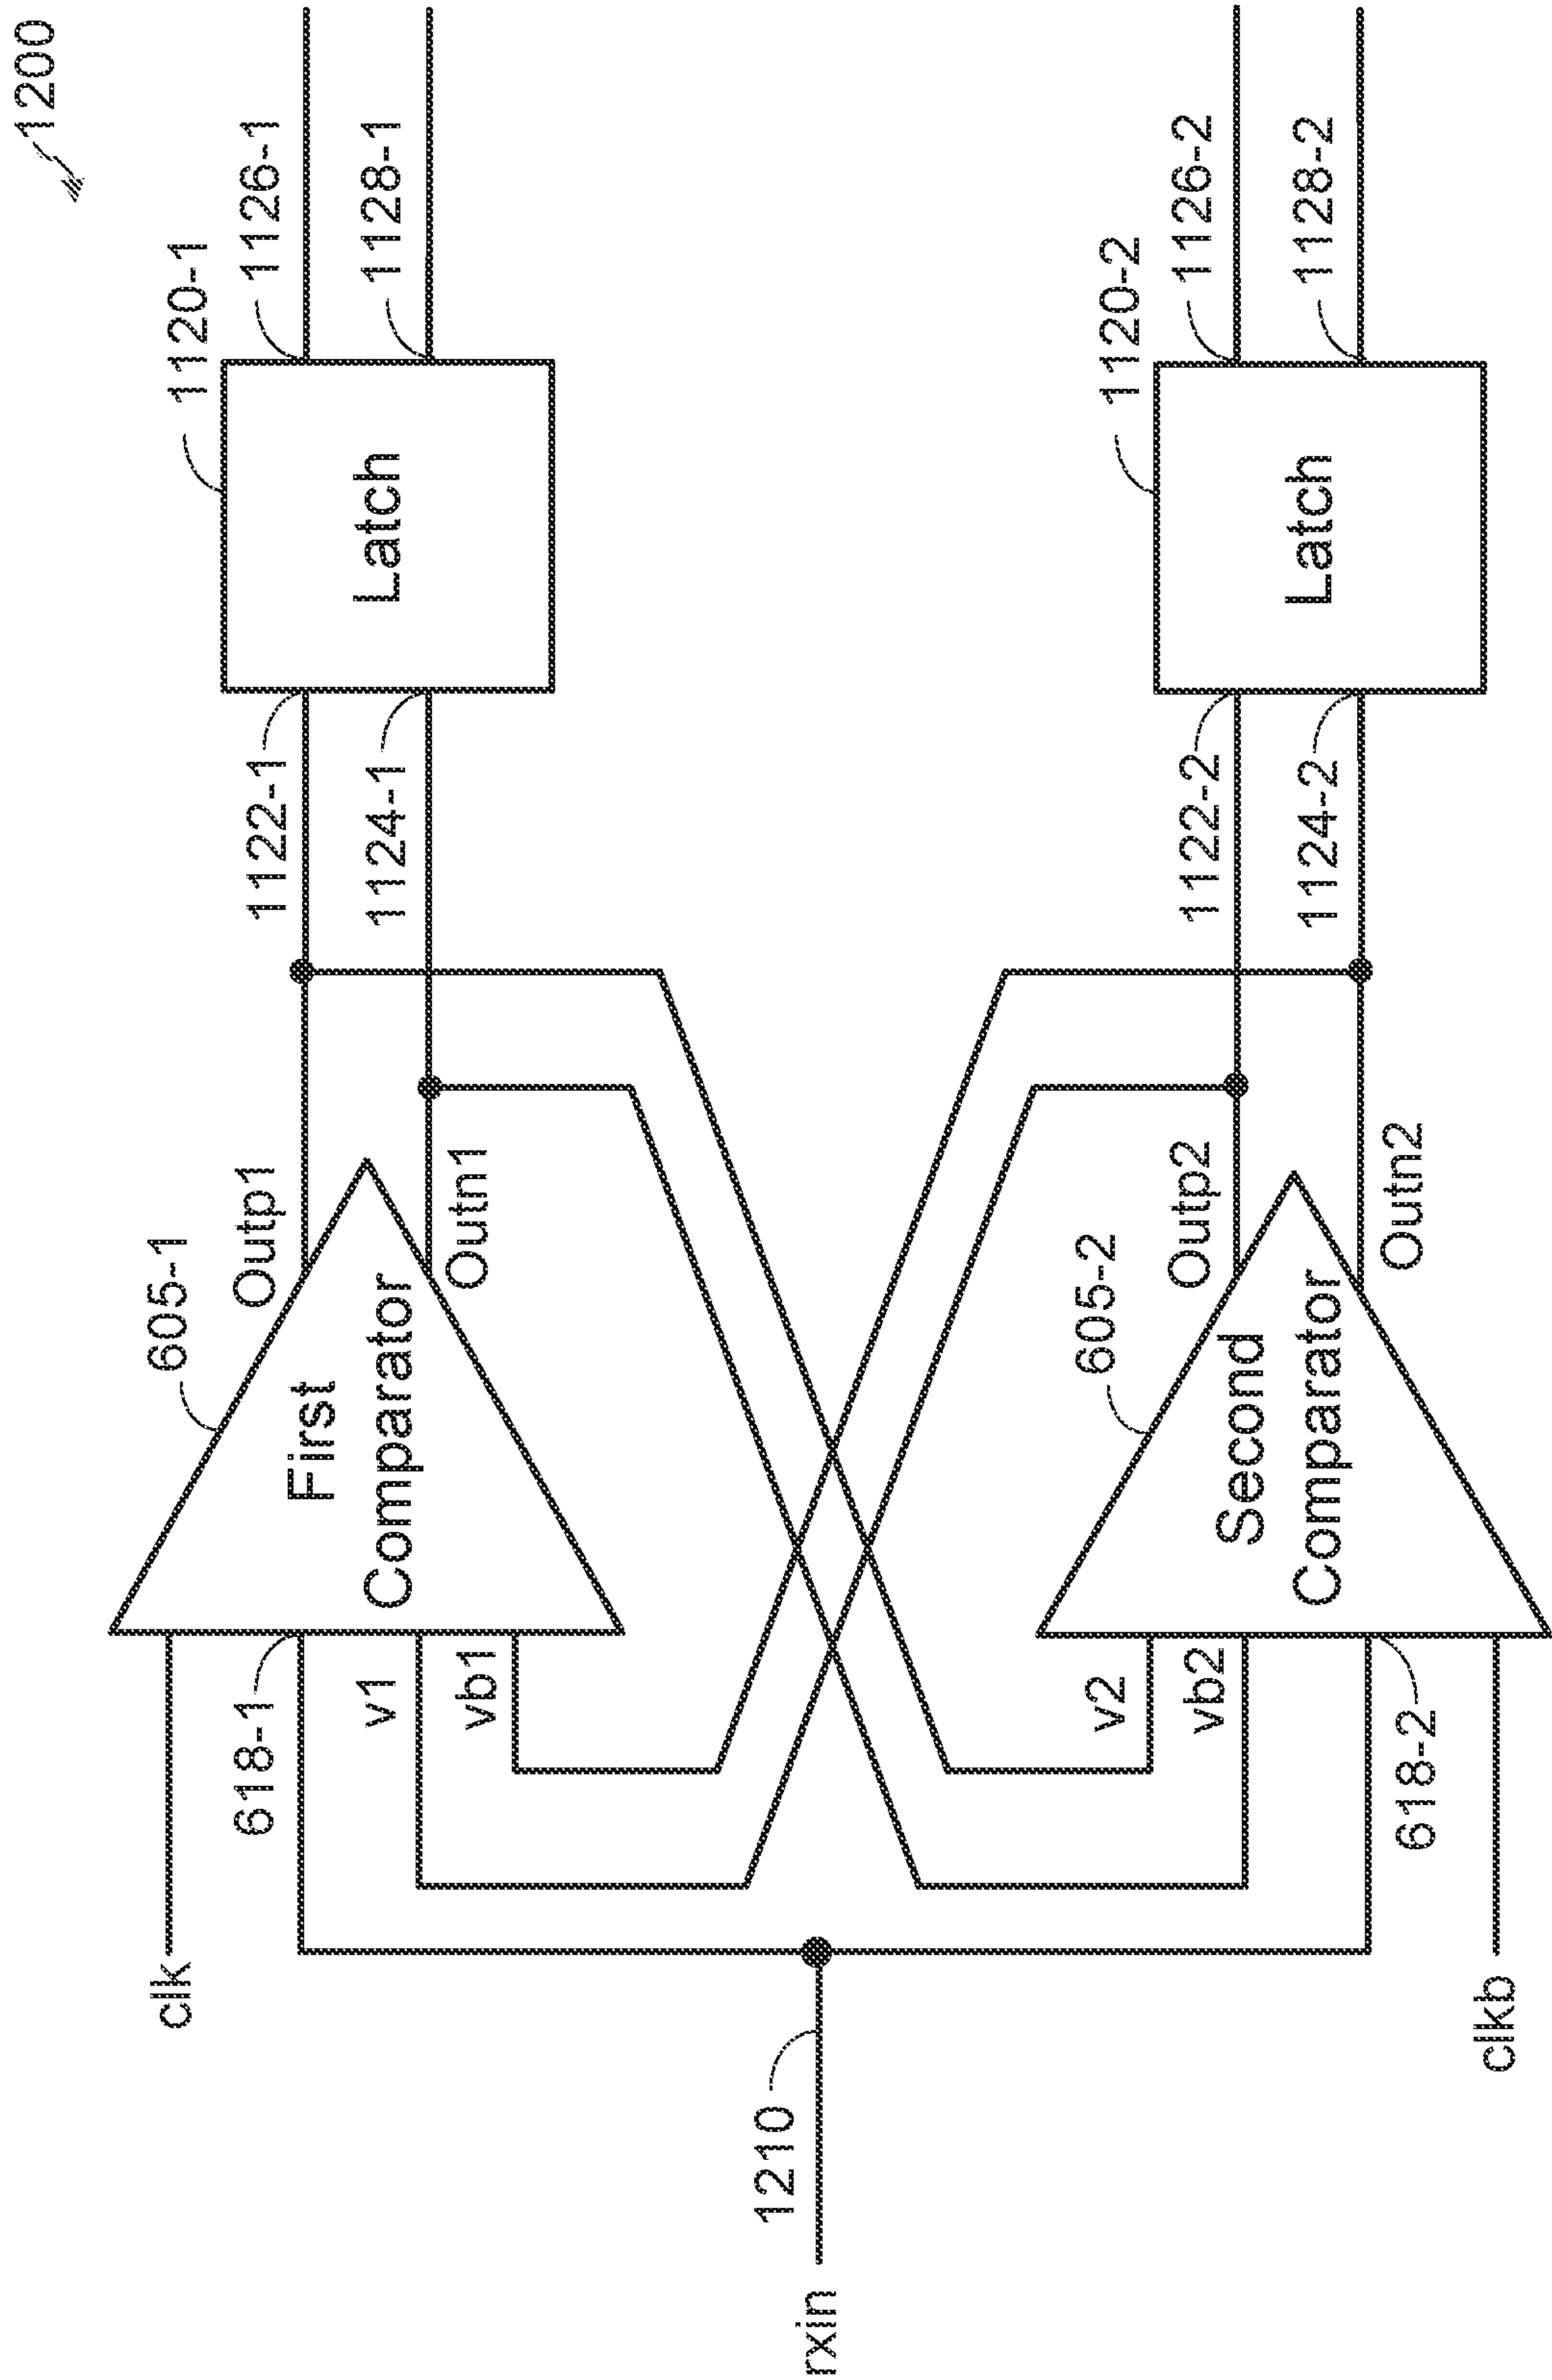 1200
605-1
1120-1
clk
Outp1
1122-1
1126-1
618-1
First
Comparator
Latch
v1
1124-1
1128-1
vb1
Outn1
1210
rxin
605-2
1120-2
v2
Outp2
1122-2
1126-2
vb2
Second
Comparator
Latch
618-2
Outn2
1124-2
1128-2
clkb